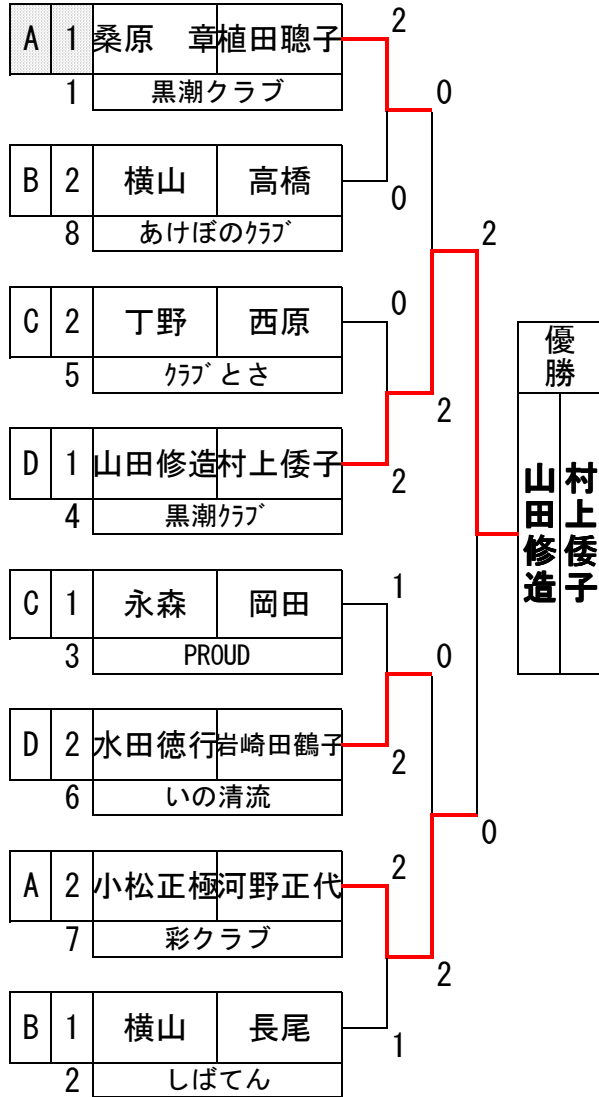 A 1 桑原　章 植田聰子
1 黒潮クラブ
2
0
B 2 横山 高橋
8 あけぼのｸﾗﾌﾞ
0
2
C 2 丁野 西原
5 ｸﾗﾌﾞとさ
0
2
D 1 山田修造 村上倭子
4 黒潮ｸﾗﾌﾞ
2
優勝
山田修造
村上倭子
C 1 永森 岡田
3 PROUD
1
0
D 2 水田徳行 岩崎田鶴子
6 いの清流
2
0
A 2 小松正極 河野正代
7 彩クラブ
2
2
B 1 横山 長尾
2 しばてん
1